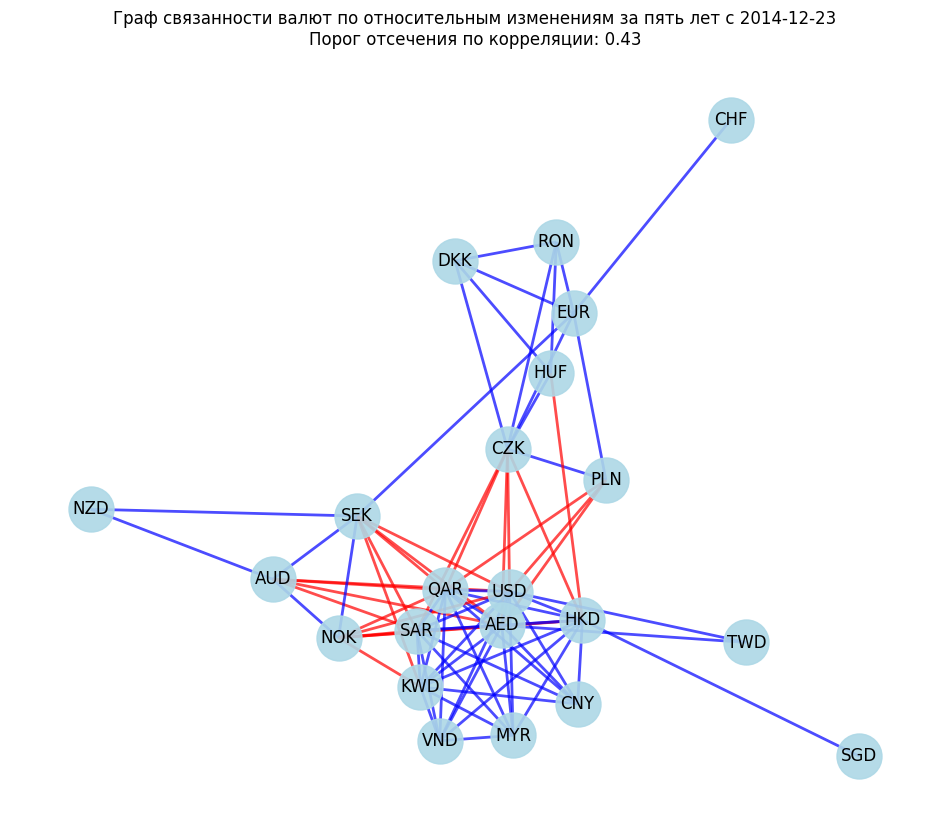 Граф связанности валют по относительным изменениям за пять лет с 2014-12-23
Порог отсечения по корреляции: 0.43
CHF
RON
DKK
EUR
HUF
CZK
PLN
NZD
SEK
AUD
QAR
USD
HKD
AED
SAR
NOK
TWD
KWD
CNY
MYR
VND
SGD